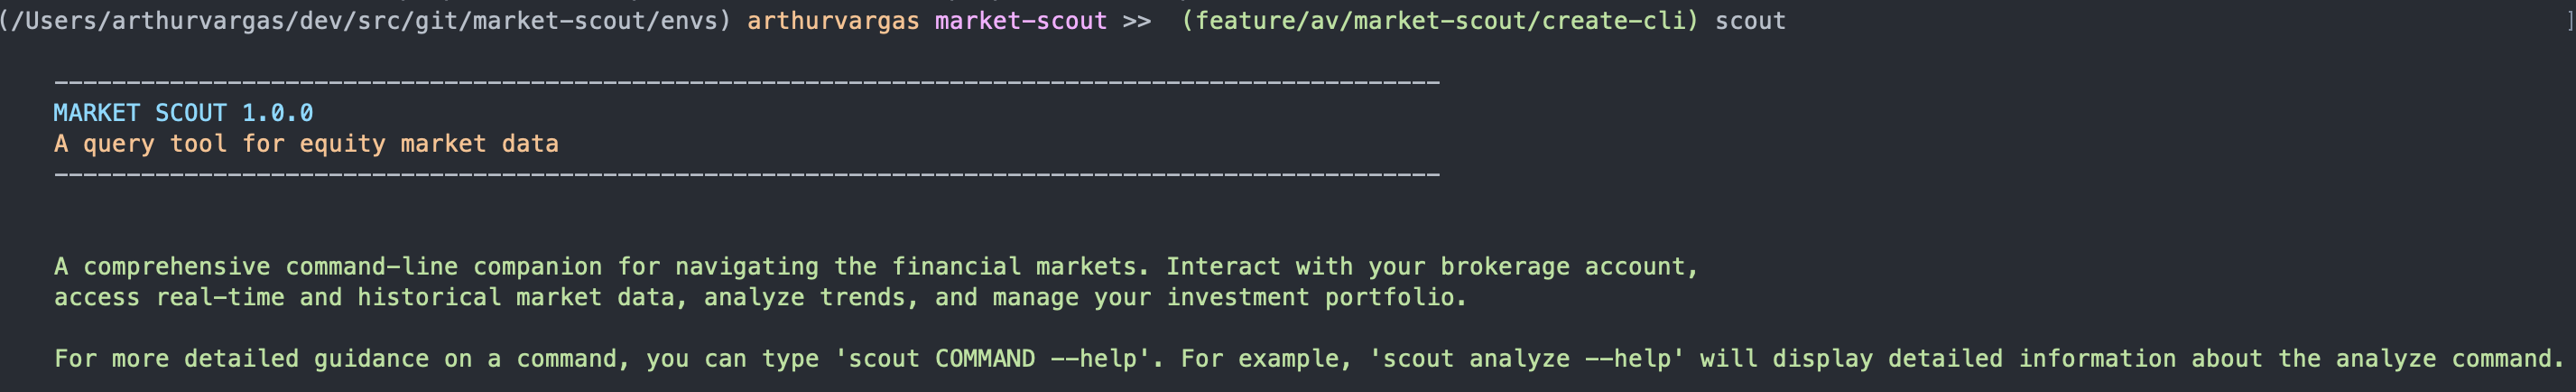 (/Users/arthurvargas/dev/src/git/market-scout/envs) arthurvargas market-scout >>  (feature/av/market-scout/create-cli) scout ]
------------------------------------------------------------------------------------------------
MARKET SCOUT 1.0.0
A query tool for equity market data
------------------------------------------------------------------------------------------------
A comprehensive command-line companion for navigating the financial markets. Interact with your brokerage account,
access real-time and historical market data, analyze trends, and manage your investment portfolio.
For more detailed guidance on a command, you can type 'scout COMMAND --help'. For example, 'scout analyze --help' will display detailed information about the analyze command.